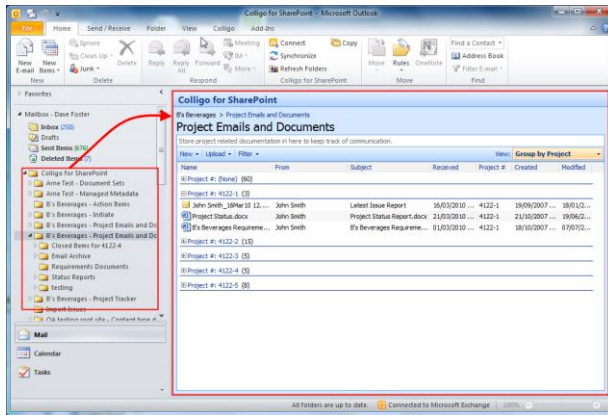 Colligo for SharePoint - Microsoft Outlook
File Home Send / Receive Folder View Colligo Add-Ins
New E-mail
New Items
Ignore
Clean Up
Junk
Delete
Reply
Reply All
Forward
Meeting
IM
More
Connect
Copy
Synchronize
Refresh Folders
Move
Rules
OneNote
Find a Contact
Address Book
Filter E-mail
New Delete Respond Colligo for SharePoint Move Find
Favorites
Mailbox - Dave Foster
Inbox (250)
Drafts
Sent Items (676)
Deleted Items (7)
Colligo for SharePoint
Arne Test - Document Sets
Arne Test - Managed Metadata
B's Beverages - Action Items
B's Beverages - Initiate
B's Beverages - Project Emails and Dc
B's Beverages - Project Emails and Dc
Closed Items for 4122-4
Email Archive
Requirements Documents
Status Reports
testing
B's Beverages - Project Tracker
Import Issues
Mail
Calendar
Tasks
Colligo for SharePoint
B's Beverages > Project Emails and Documents
Project Emails and Documents
Store project related documentation in here to keep track of communication.
New Upload Filter View: Group by Project
Name From Subject Received Project # Created Modified
Project #: (None) (60)
Project #: 4122-1 (3)
John Smith_16Mar10 12.... John Smith Latest Issue Report 16/03/2010 ... 4122-1 19/09/2007 ... 18/01/2...
Project Status.docx John Smith Project Status Report.docx 21/03/2010 ... 4122-1 21/10/2007 ... 19/06/2...
B's Beverages Requireme... John Smith B's Beverages Requireme... 01/03/2010 ... 4122-1 18/10/2007 ... 07/07/2...
Project #: 4122-2 (15)
Project #: 4122-3 (5)
Project #: 4122-4 (5)
Project #: 4122-5 (8)
All folders are up to date. Connected to Microsoft Exchange 100%